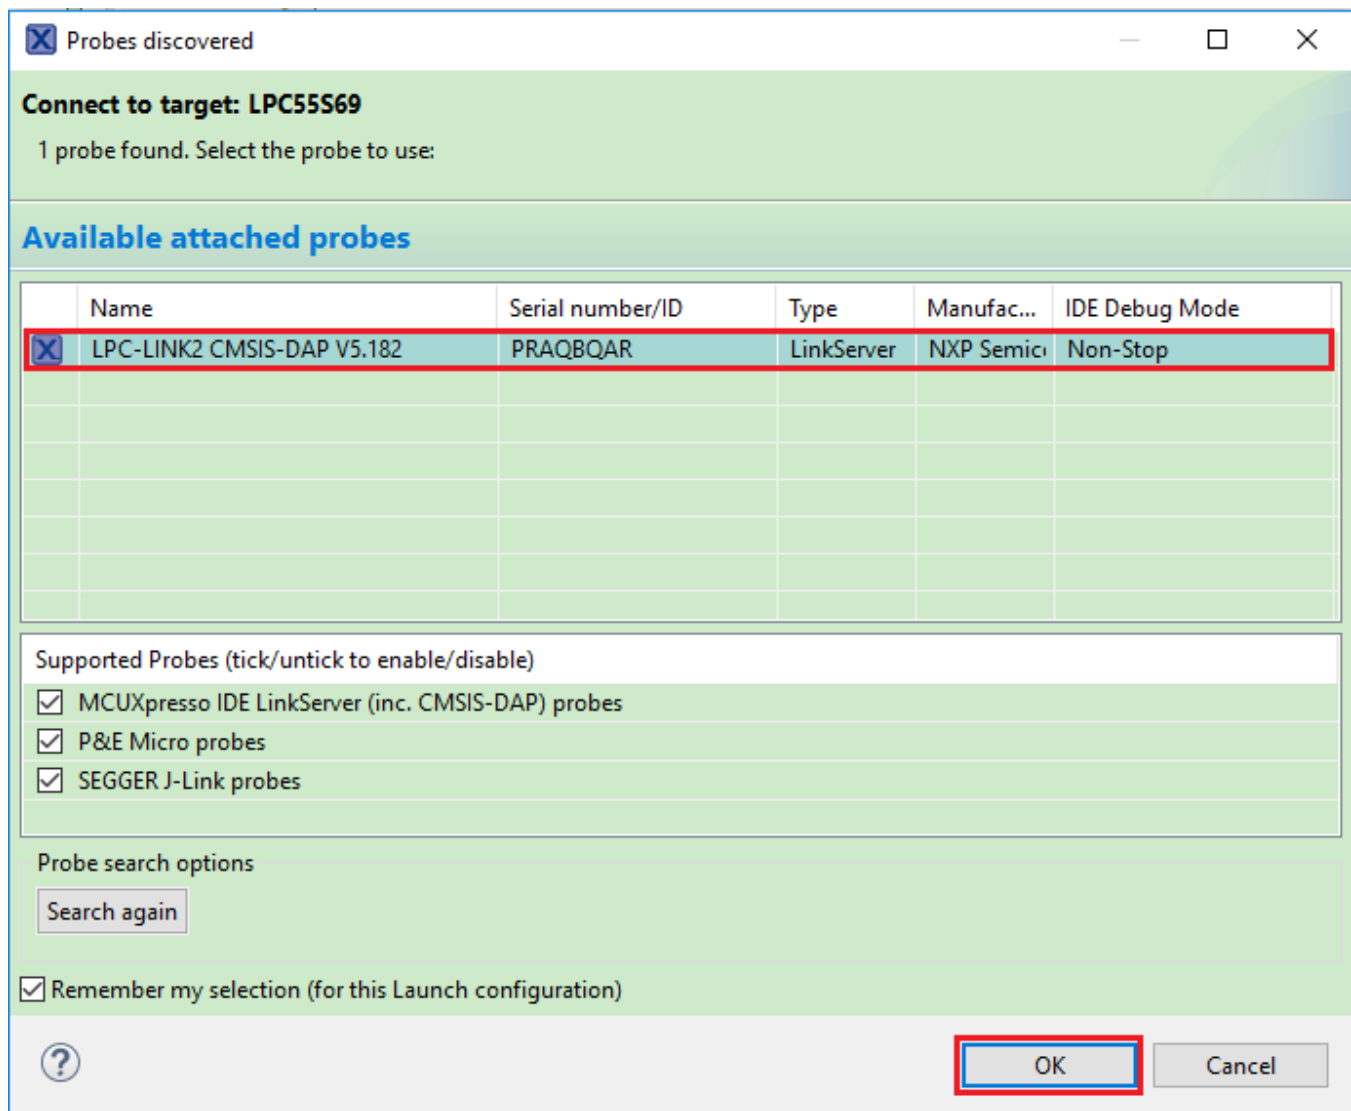 Probes discovered
Connect to target: LPC55S69
1 probe found. Select the probe to use:
Available attached probes
Name Serial number/ID Type Manufac... IDE Debug Mode
LPC-LINK2 CMSIS-DAP V5.182 PRAQBQAR LinkServer NXP Semic Non-Stop
Supported Probes (tick/untick to enable/disable)
MCUXpresso IDE LinkServer (inc. CMSIS-DAP) probes
P&E Micro probes
SEGGER J-Link probes
Probe search options
Search again
Remember my selection (for this Launch configuration)
? OK Cancel